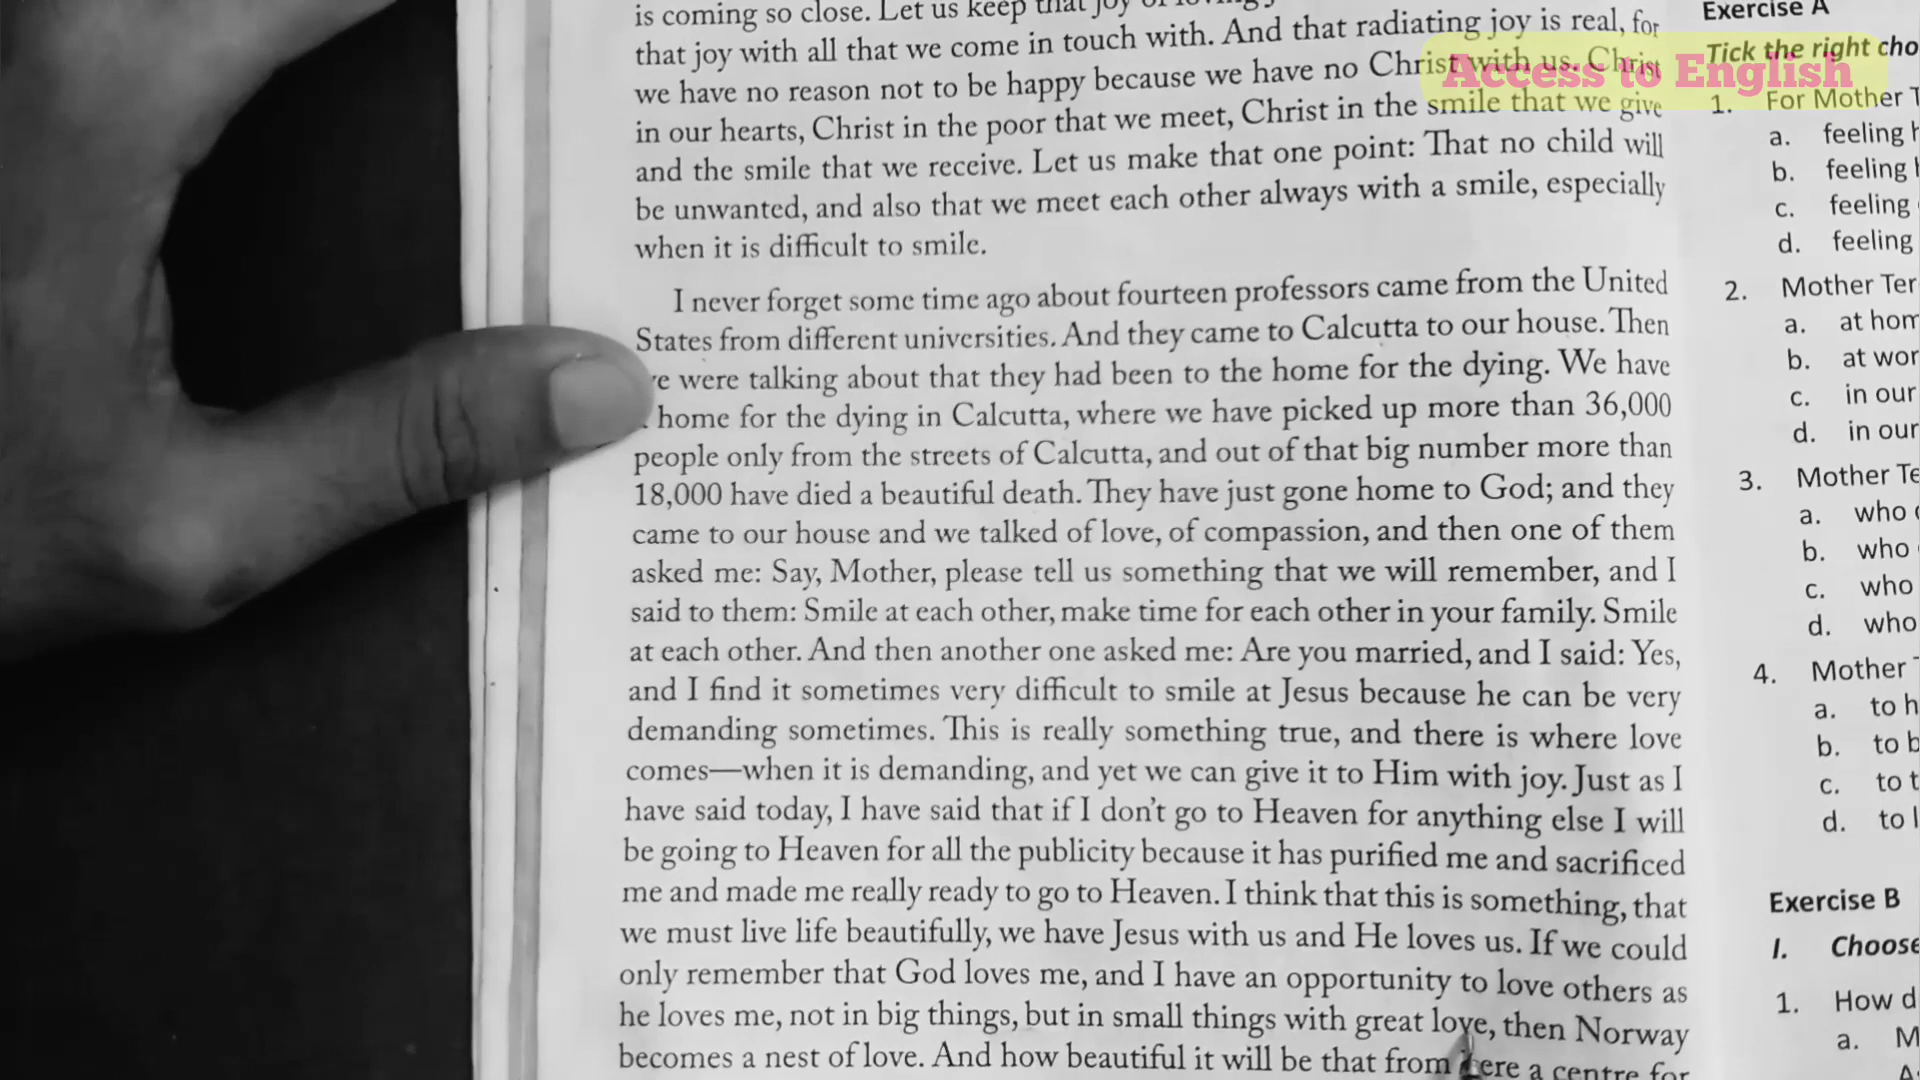 is coming so close. Let us keep that joy of
that joy with all that we come in touch with. And that radiating joy is real, for
we have no reason not to be happy because we have no Christ with us. Christ
in our hearts, Christ in the poor that we meet, Christ in the smile that we give
and the smile that we receive. Let us make that one point: That no child will
be unwanted, and also that we meet each other always with a smile, especially
when it is difficult to smile.
I never forget some time ago about fourteen professors came from the United
States from different universities. And they came to Calcutta to our house. Then
were talking about that they had been to the home for the dying. We have
home for the dying in Calcutta, where we have picked up more than 36,000
people only from the streets of Calcutta, and out of that big number more than
18,000 have died a beautiful death. They have just gone home to God; and they
came to our house and we talked of love, of compassion, and then one of them
asked me: Say, Mother, please tell us something that we will remember, and I
said to them: Smile at each other, make time for each other in your family. Smile
at each other. And then another one asked me: Are you married, and I said: Yes,
and I find it sometimes very difficult to smile at Jesus because he can be very
demanding sometimes. This is really something true, and there is where love
comes—when it is demanding, and yet we can give it to Him with joy. Just as I
have said today, I have said that if I don't go to Heaven for anything else I will
be going to Heaven for all the publicity because it has purified me and sacrificed
me and made me really ready to go to Heaven. I think that this is something, that
we must live life beautifully, we have Jesus with us and He loves us. If we could
only remember that God loves me, and I have an opportunity to love others as
he loves me, not in big things, but in small things with great love, then Norway
becomes a nest of love. And how beautiful it will be that from here a centre for
Access to English
Exercise A
Tick the right
1. For Mother
a. feeling
b. feeling
c. feeling
d. feeling
2. Mother
a. at
b. at
c. in our
d. in our
3. Mother
a. who
b. who
c. who
d. who
4. Mother
a. to
b. to
c. to
d. to
Exercise B
I. Choose
1. How
a.